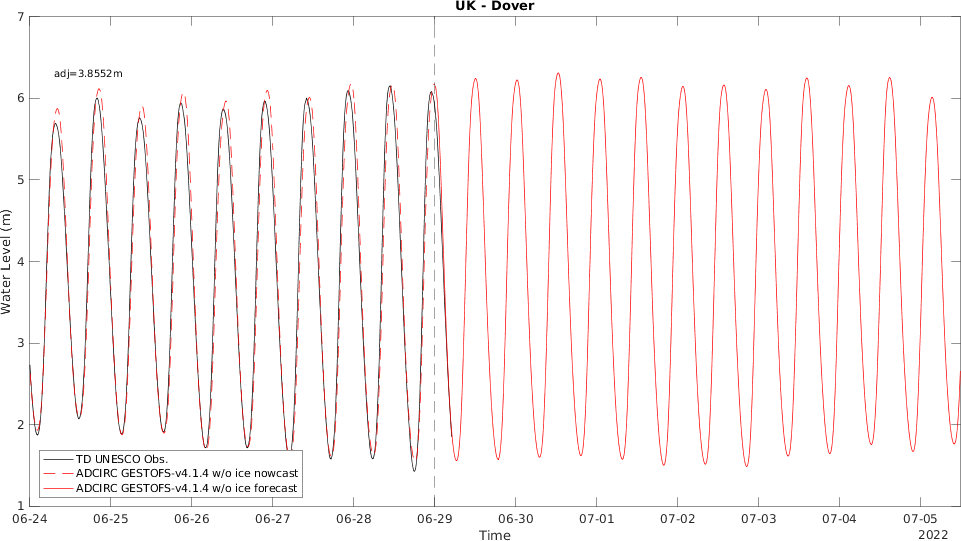 UK - Dover
7
adj=3.8552m
6
5
4
3
2
1
Water Level (m)
TD UNESCO Obs.
ADCIRC GESTOFS-v4.1.4 w/o ice nowcast
ADCIRC GESTOFS-v4.1.4 w/o ice forecast
06-24 06-25 06-26 06-27 06-28 06-29 06-30 07-01 07-02 07-03 07-04 07-05
Time
2022